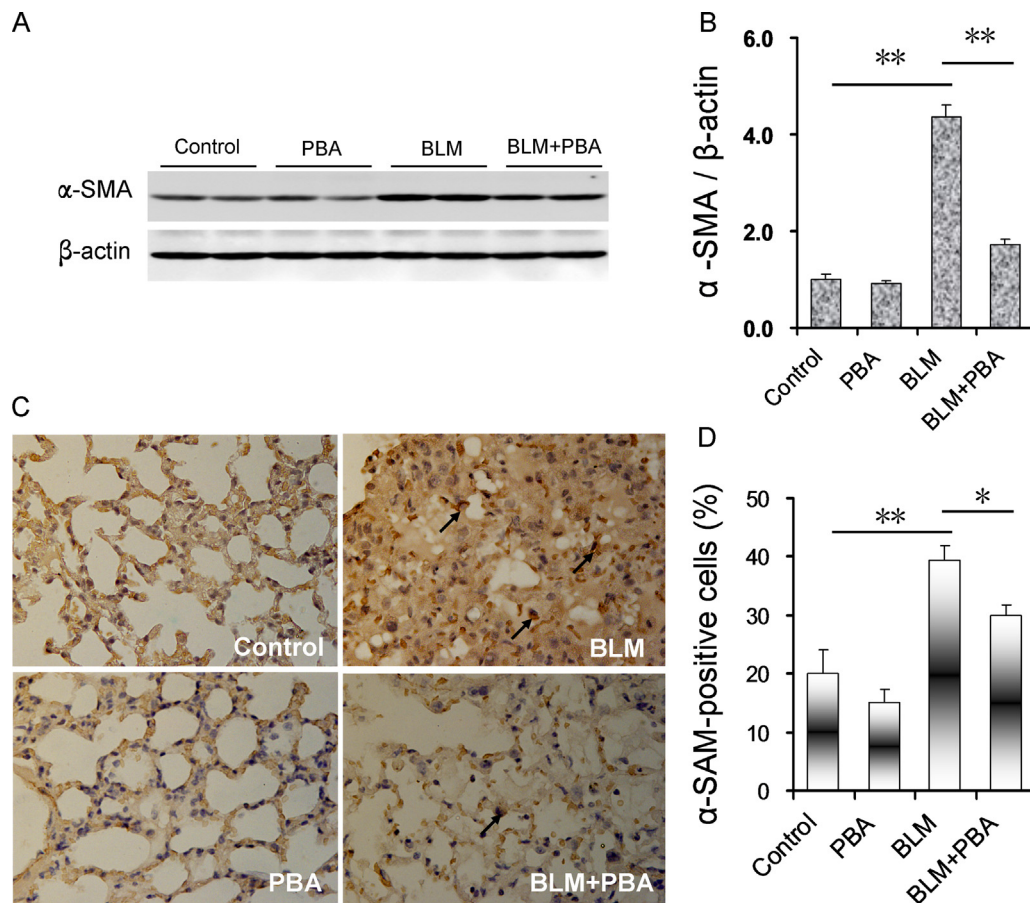 A
Control PBA BLM BLM+PBA
α-SMA
β-actin
B
α -SMA / β-actin
6.0
4.0
2.0
0.0
** **
Control PBA BLM BLM+PBA
C
Control
BLM
PBA
BLM+PBA
D
α-SAM-positive cells (%)
50
40
30
20
10
0
** *
Control PBA BLM BLM+PBA